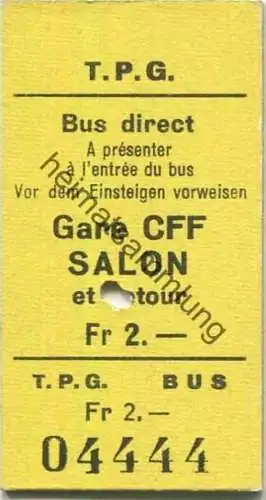 T.P.G.
Bus direct
A présenter
à l'entrée du bus
Vor dem Einsteigen vorweisen
Gare CFF
SALON
et retour
Fr 2.—
T.P.G. BUS
Fr 2.—
04444
heimatsammlung